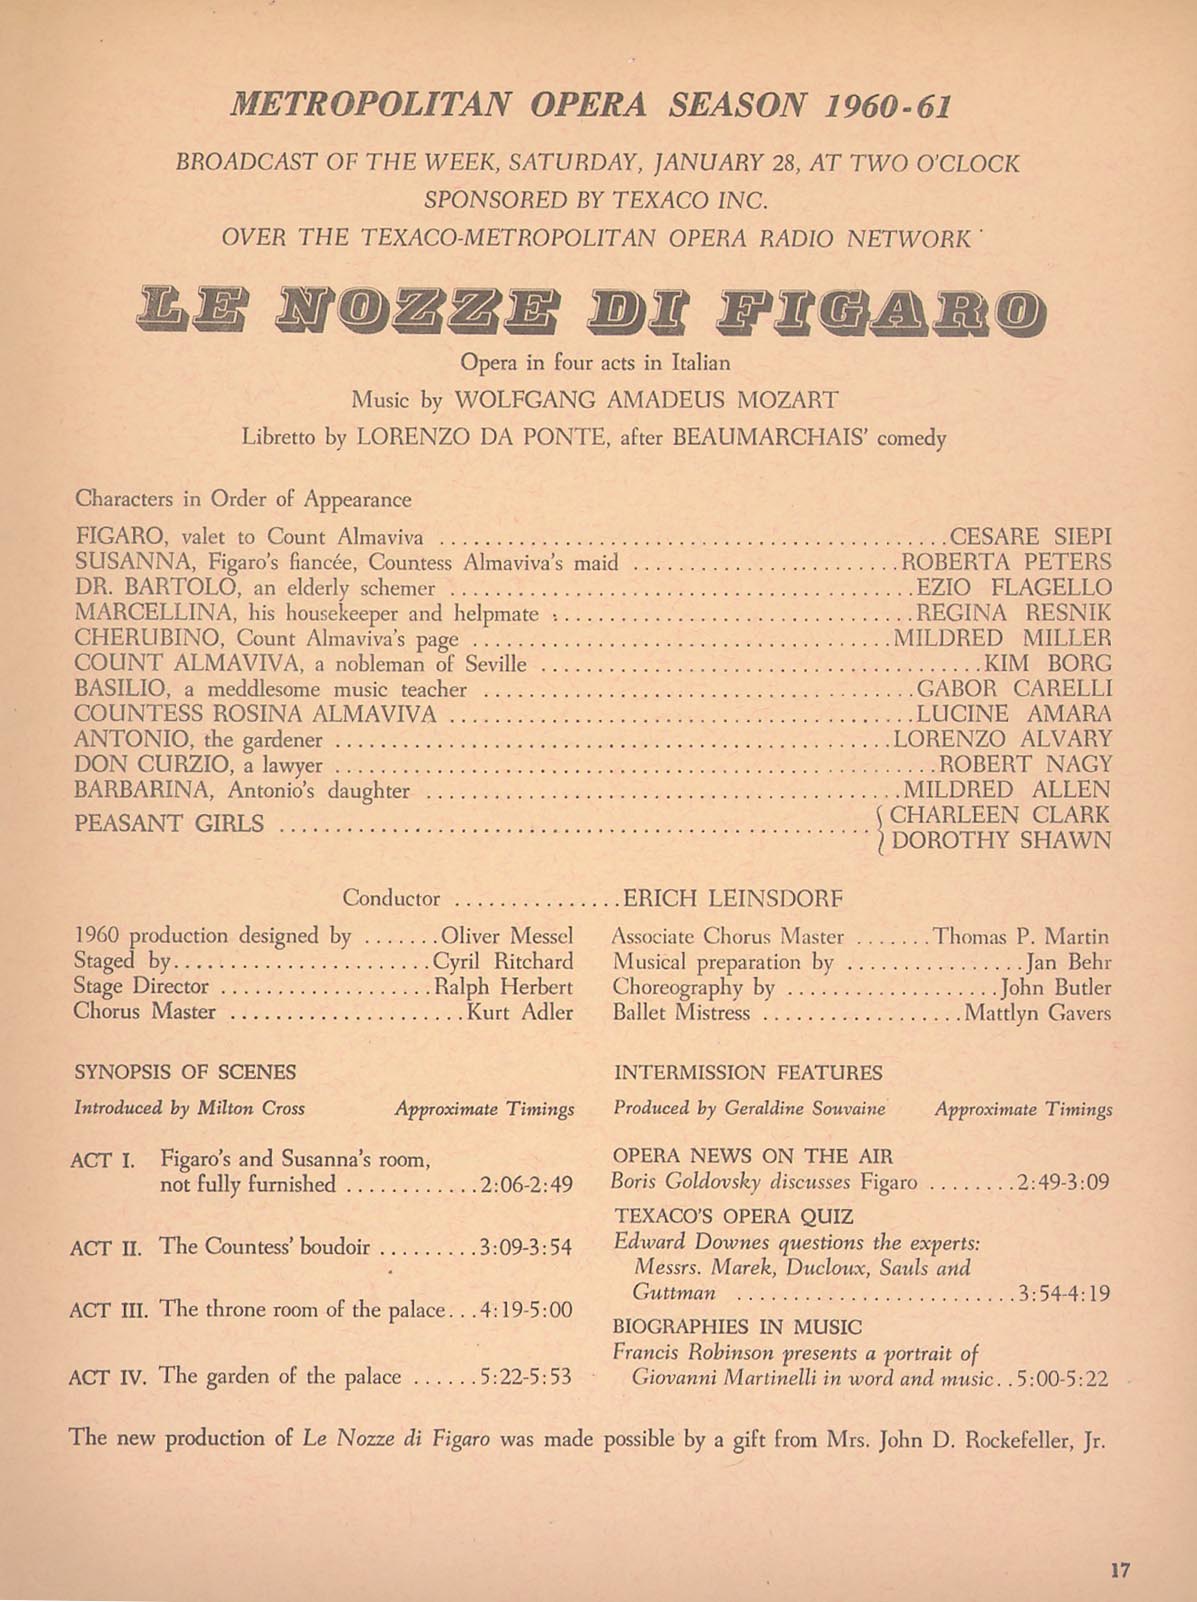 METROPOLITAN OPERA SEASON 1960-61
BROADCAST OF THE WEEK, SATURDAY, JANUARY 28, AT TWO O'CLOCK
SPONSORED BY TEXACO INC.
OVER THE TEXACO-METROPOLITAN OPERA RADIO NETWORK
LE NOZZE DI FIGARO
Opera in four acts in Italian
Music by WOLFGANG AMADEUS MOZART
Libretto by LORENZO DA PONTE, after BEAUMARCHAIS' comedy
Characters in Order of Appearance
FIGARO, valet to Count Almaviva ........ CESARE SIEPI
SUSANNA, Figaro's fiancée, Countess Almaviva's maid ........ ROBERTA PETERS
DR. BARTOLO, an elderly schemer ........ EZIO FLAGELLO
MARCELLINA, his housekeeper and helpmate ........ REGINA RESNIK
CHERUBINO, Count Almaviva's page ........ MILDRED MILLER
COUNT ALMAVIVA, a nobleman of Seville ........ KIM BORG
BASILIO, a meddlesome music teacher ........ GABOR CARELLI
COUNTESS ROSINA ALMAVIVA ........ LUCINE AMARA
ANTONIO, the gardener ........ LORENZO ALVARY
DON CURZIO, a lawyer ........ ROBERT NAGY
BARBARINA, Antonio's daughter ........ MILDRED ALLEN
PEASANT GIRLS ........ { CHARLEEN CLARK
DOROTHY SHAWN
Conductor ........ ERICH LEINSDORF
1960 production designed by ....... Oliver Messel
Staged by ........ Cyril Ritchard
Stage Director ........ Ralph Herbert
Chorus Master ........ Kurt Adler
Associate Chorus Master ....... Thomas P. Martin
Musical preparation by ........ Jan Behr
Choreography by ........ John Butler
Ballet Mistress ........ Mattlyn Gavers
SYNOPSIS OF SCENES
Introduced by Milton Cross Approximate Timings
ACT I. Figaro's and Susanna's room,
not fully furnished ........ 2:06-2:49
ACT II. The Countess' boudoir ........ 3:09-3:54
ACT III. The throne room of the palace... 4:19-5:00
ACT IV. The garden of the palace ...... 5:22-5:53
INTERMISSION FEATURES
Produced by Geraldine Souvaine Approximate Timings
OPERA NEWS ON THE AIR
Boris Goldovsky discusses Figaro ........ 2:49-3:09
TEXACO'S OPERA QUIZ
Edward Downes questions the experts:
Messrs. Marek, Ducloux, Sauls and
Guttman ........ 3:54-4:19
BIOGRAPHIES IN MUSIC
Francis Robinson presents a portrait of
Giovanni Martinelli in word and music.. 5:00-5:22
The new production of Le Nozze di Figaro was made possible by a gift from Mrs. John D. Rockefeller, Jr.
17